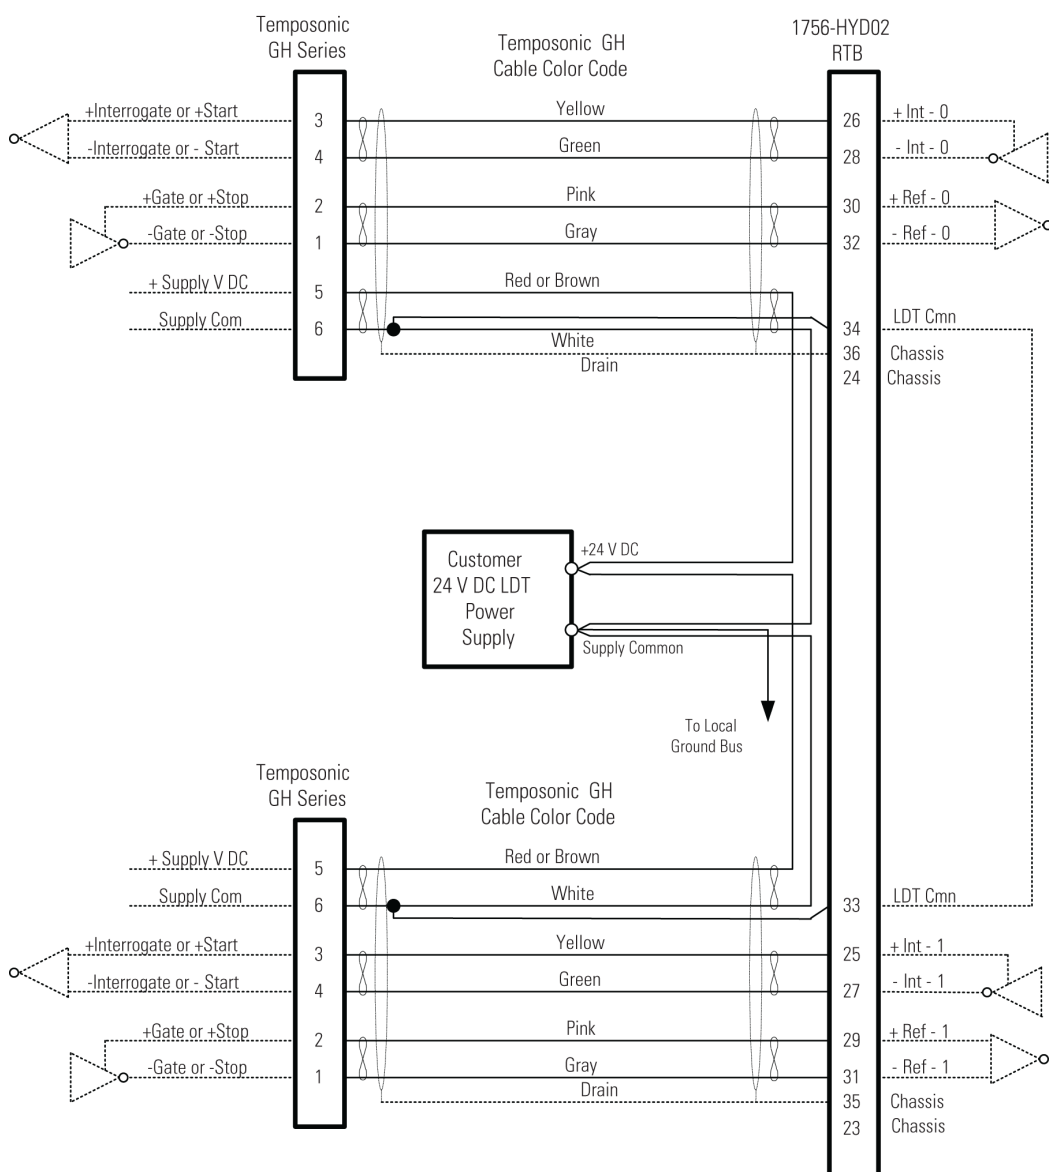 Temposonic
GH Series
Temposonic GH
Cable Color Code
1756-HYD02
RTB
+Interrogate or +Start
3
Yellow
26
+ Int - 0
-Interrogate or - Start
4
Green
28
- Int - 0
+Gate or +Stop
2
Pink
30
+ Ref - 0
-Gate or -Stop
1
Gray
32
- Ref - 0
+ Supply V DC
5
Red or Brown
Supply Com
6
White
34
LDT Cmn
Drain
36
Chassis
24
Chassis
Customer
24 V DC LDT
Power
Supply
+24 V DC
Supply Common
To Local
Ground Bus
Temposonic
GH Series
Temposonic GH
Cable Color Code
+ Supply V DC
5
Red or Brown
Supply Com
6
White
33
LDT Cmn
+Interrogate or +Start
3
Yellow
25
+ Int - 1
-Interrogate or - Start
4
Green
27
- Int - 1
+Gate or +Stop
2
Pink
29
+ Ref - 1
-Gate or -Stop
1
Gray
31
- Ref - 1
Drain
35
Chassis
23
Chassis